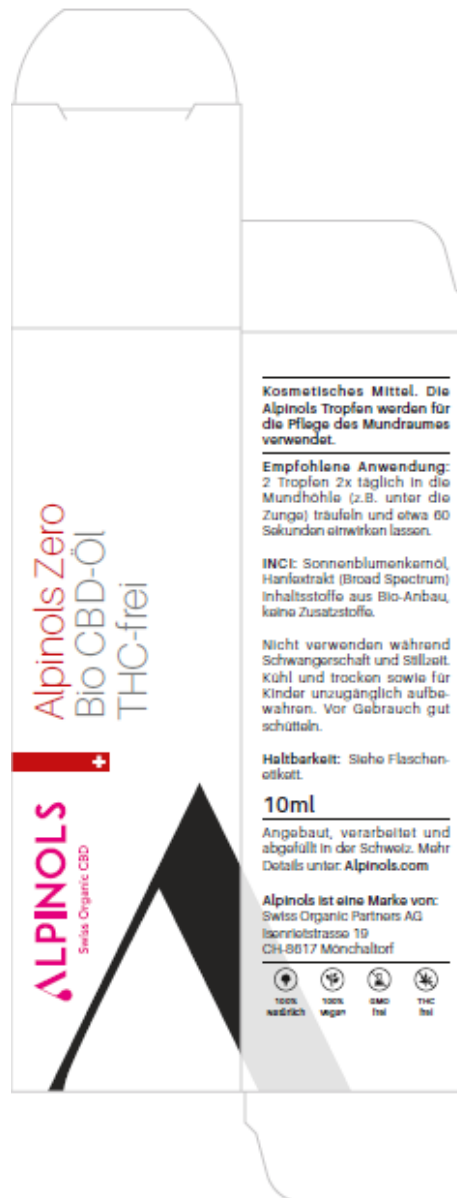 Alpinols Zero
Bio CBD-Öl
THC-frei
ALPINOLS
Swiss Organic CBD
Kosmetisches Mittel. Die
Alpinols Tropfen werden für
die Pflege des Mundraumes
verwendet.
Empfohlene Anwendung:
2 Tropfen 2x täglich in die
Mundhöhle (z.B. unter die
Zunge) träufeln und etwa 60
Sekunden einwirken lassen.
INCI: Sonnenblumenkernöl,
Hanfextrakt (Broad Spectrum)
Inhaltsstoffe aus Bio-Anbau,
keine Zusatzstoffe.
Nicht verwenden während
Schwangerschaft und Stillzeit.
Kühl und trocken sowie für
Kinder unzugänglich aufbe-
wahren. Vor Gebrauch gut
schütteln.
Haltbarkeit: Siehe Flaschen-
etikett.
10ml
Angebaut, verarbeitet und
abgefüllt in der Schweiz. Mehr
Details unter: Alpinols.com
Alpinols ist eine Marke von:
Swiss Organic Partners AG
Isenrietstrasse 19
CH-8617 Mönchaltorf
100% natürlich
100% vegan
GMO frei
THC frei